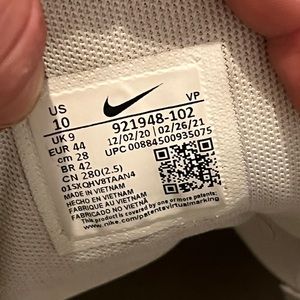 US
10
VP
UK 9
921948-102
EUR 44
12/02/20 02/26/21
cm 28
UPC 00884500935075
BR 42
CN 280(2.5)
015XQHV8TAAN4
MADE IN VIETNAM
HECHO EN VIETNAM
FABRIQUE AU VIETNAM
FABRICADO NO VIETNÃ
This product is covered by one or more patents:
www.nike.com/patentsvirtualmarking